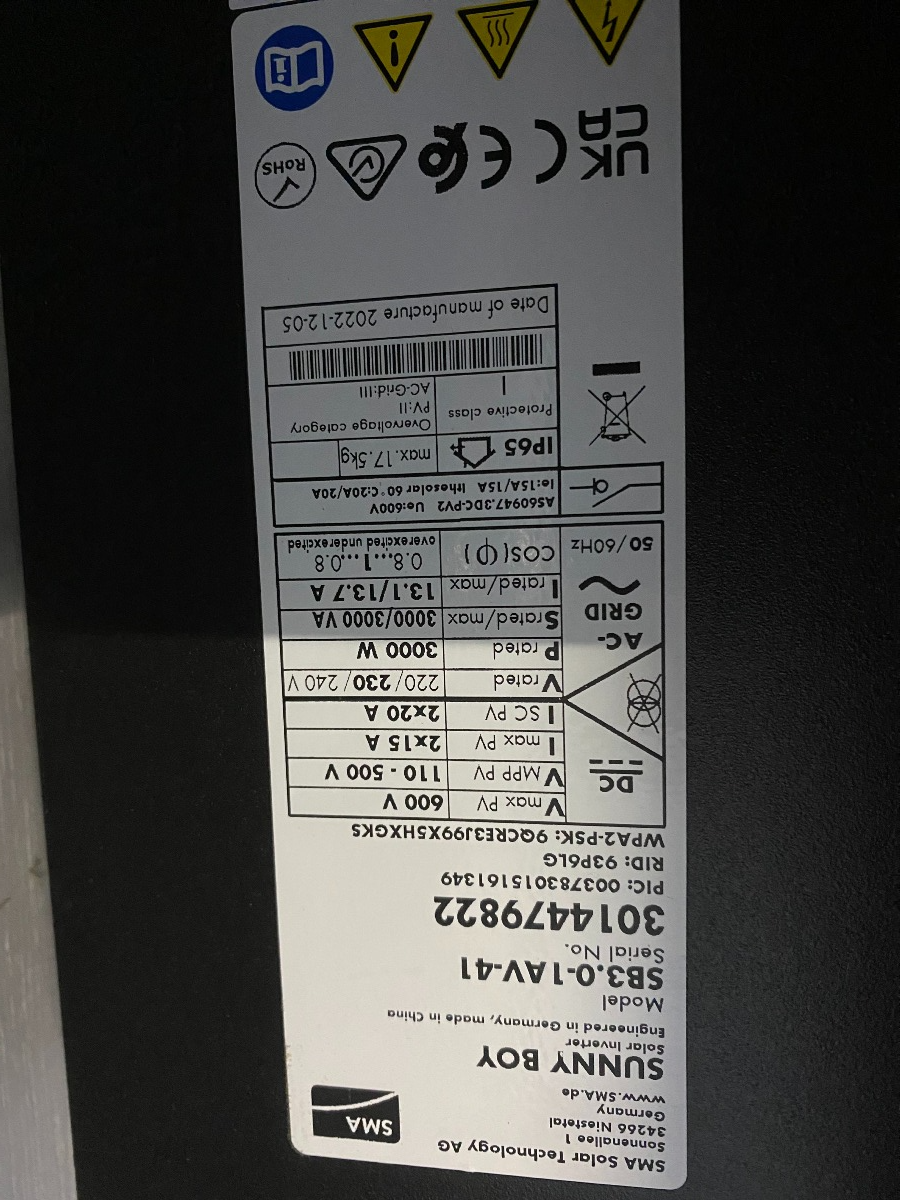 SMA Solar Technology AG
Sonnenallee 1
34266 Niestetal
Germany
www.SMA.de
SMA
SUNNY BOY
Solar Inverter
Engineered in Germany, made in China
Model
SB3.0-1AV-41
Serial No.
3014479822
PIC: 003783015161349
RID: 93P6LG
WPA2-PSK: 9QCRE3J99X5HXGKS
DC
V max PV 600 V
V MPP PV 110 - 500 V
I max PV 2x15 A
I SC PV 2x20 A
AC-
GRID
50/60Hz
V rated 220/ 230/ 240 V
P rated 3000 W
S rated/max 3000/3000 VA
I rated/max 13.1/13.7 A
COS(φ) 0.8...1...0.8
overexcited underexcited
AS60947.3DC-PV2 Ue:600V
Ie:15A/15A Ithesolar 60°C:20A/20A
IP65 max.17.5kg
Protective class
I
Overvoltage category
PV:II
AC-Grid:III
Date of manufacture 2022-12-05
UK
CA
CE
RoHS